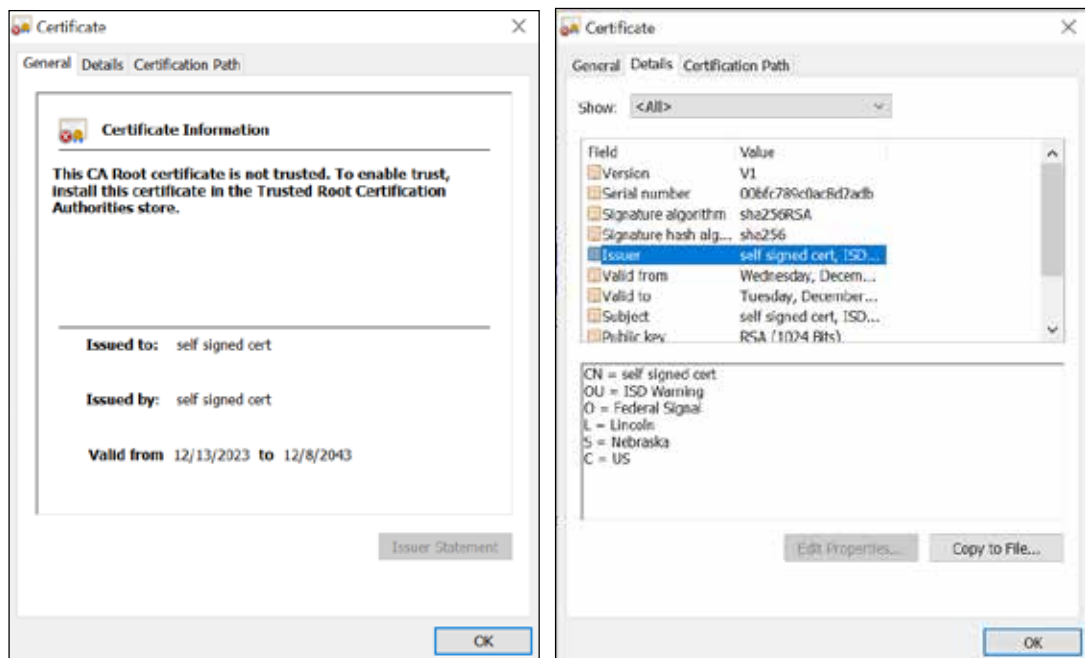 Certificate
General Details Certification Path
Certificate Information
This CA Root certificate is not trusted. To enable trust,
install this certificate in the Trusted Root Certification
Authorities store.
Issued to: self signed cert
Issued by: self signed cert
Valid from 12/13/2023 to 12/8/2043
Issuer Statement
OK
Certificate
General Details Certification Path
Show: <All>
Field Value
Version V1
Serial number 00bfc789c0ac8d2adb
Signature algorithm sha256RSA
Signature hash alg... sha256
Issuer self signed cert, ISD...
Valid from Wednesday, Decem...
Valid to Tuesday, December...
Subject self signed cert, ISD...
Public key RSA (1024 Bits)
CN = self signed cert
OU = ISD Warning
O = Federal Signal
L = Lincoln
S = Nebraska
C = US
Edit Properties...
Copy to File...
OK